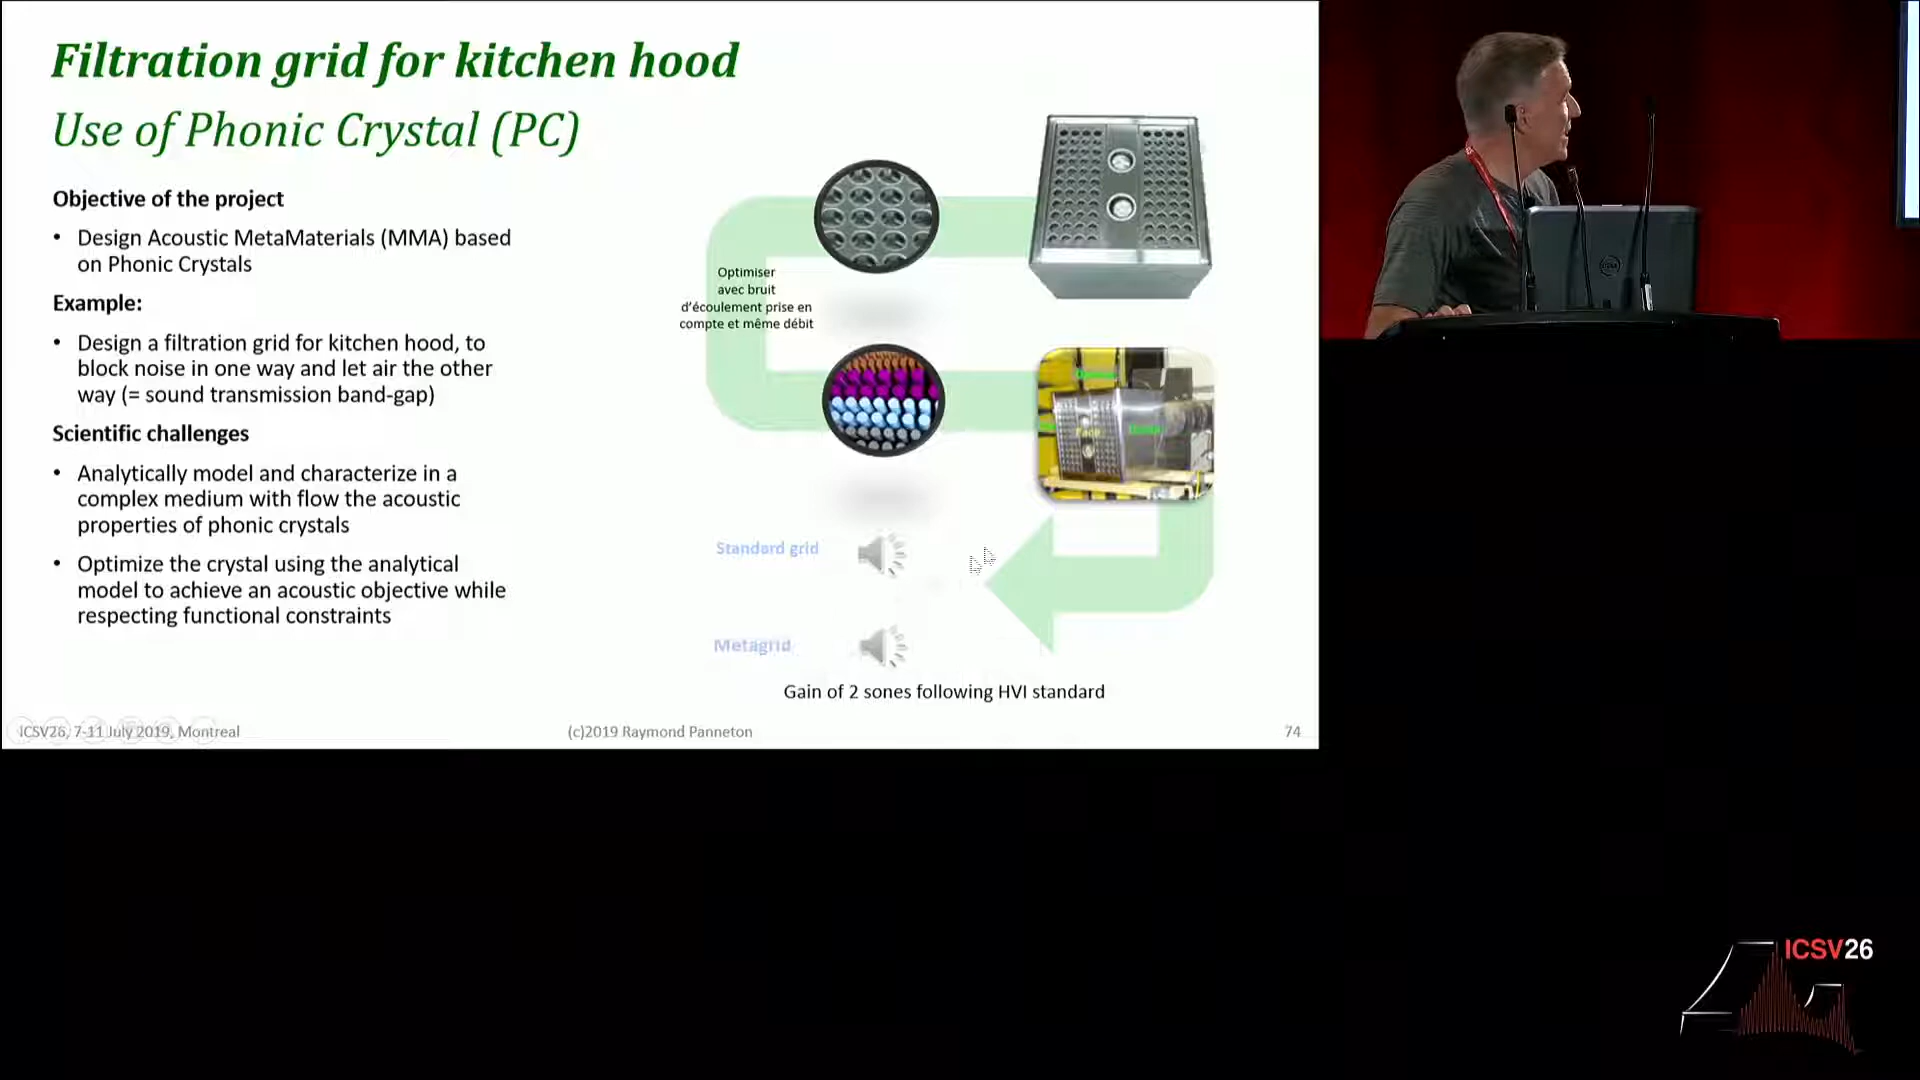 Filtration grid for kitchen hood
Use of Phonic Crystal (PC)
Objective of the project
• Design Acoustic MetaMaterials (MMA) based
on Phonic Crystals
Example:
• Design a filtration grid for kitchen hood, to
block noise in one way and let air the other
way (= sound transmission band-gap)
Scientific challenges
• Analytically model and characterize in a
complex medium with flow the acoustic
properties of phonic crystals
• Optimize the crystal using the analytical
model to achieve an acoustic objective while
respecting functional constraints
Optimiser
avec bruit
d'écoulement prise en
compte et même débit
Face
Standard grid
Metagrid
Gain of 2 sones following HVI standard
ICSV26, 7-11 July 2019, Montreal
(c)2019 Raymond Panneton
74
ICSV26